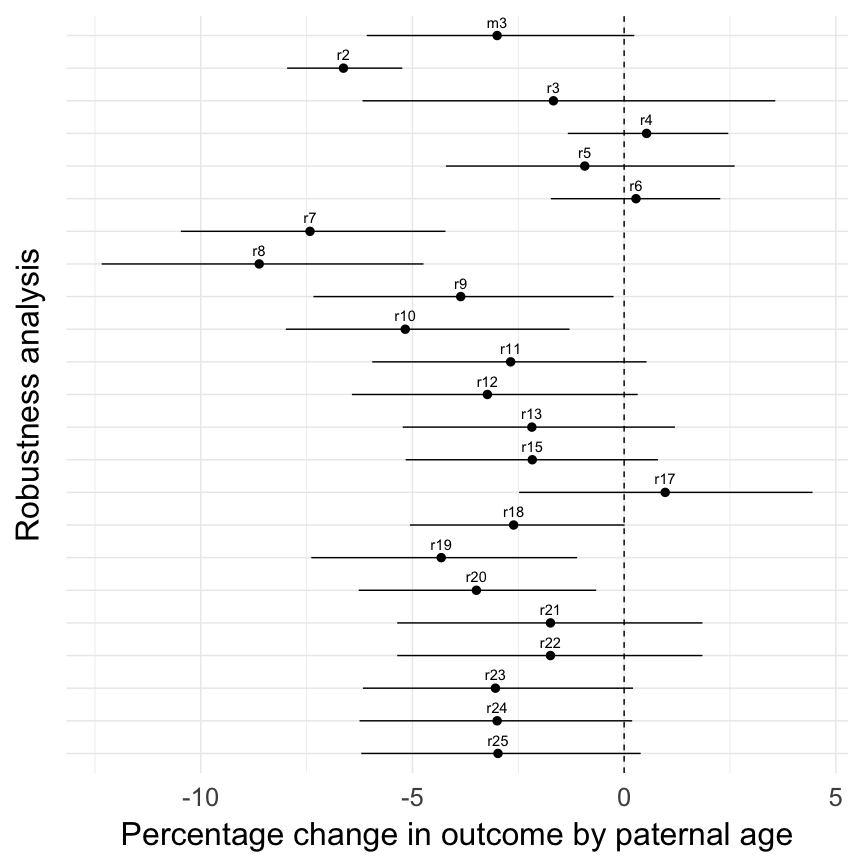 m3
r2
r3
r4
r5
r6
r7
r8
r9
r10
r11
r12
r13
r15
r17
r18
r19
r20
r21
r22
r23
r24
r25
Robustness analysis
-10 -5 0 5
Percentage change in outcome by paternal age